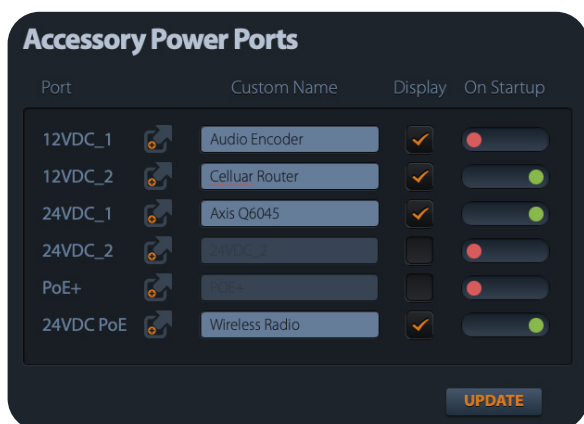 Accessory Power Ports
Port Custom Name Display On Startup
12VDC_1 Audio Encoder
12VDC_2 Celluar Router
24VDC_1 Axis Q6045
24VDC_2 24VDC_2
PoE+ POE+
24VDC PoE Wireless Radio
UPDATE